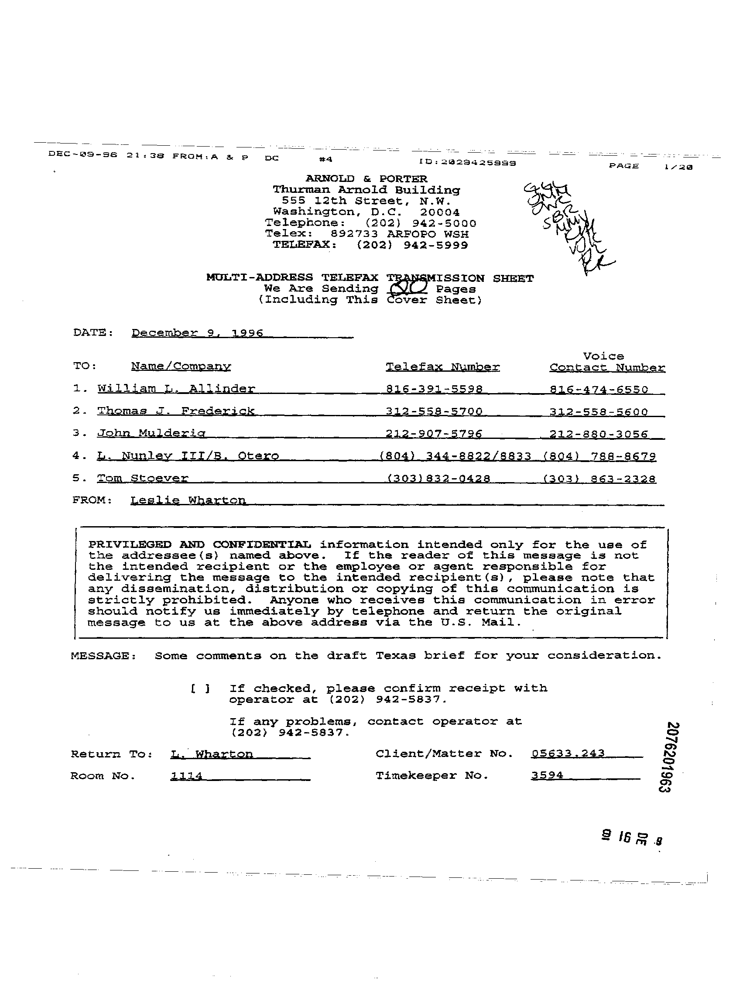 DEC-09-96 21:38 FROM:A & P DC #4 ID:2029425999 PAGE 1/20
ARNOLD & PORTER
Thurman Arnold Building
555 12th Street, N.W.
Washington, D.C. 20004
Telephone: (202) 942-5000
Telex: 892733 ARFOPO WSH
TELEFAX: (202) 942-5999
SBR
MULTI-ADDRESS TELEFAX TRANSMISSION SHEET
We Are Sending 20 Pages
(Including This Cover Sheet)
DATE: December 9, 1996
Voice
TO: Name/Company Telefax Number Contact Number
1. William L. Allinder 816-391-5598 816-474-6550
2. Thomas J. Frederick 312-558-5700 312-558-5600
3. John Mulderig 212-907-5796 212-880-3056
4. L. Nunley III/B. Otero (804) 344-8822/8833 (804) 788-8679
5. Tom Stoever (303)832-0428 (303) 863-2328
FROM: Leslie Wharton
PRIVILEGED AND CONFIDENTIAL information intended only for the use of
the addressee(s) named above. If the reader of this message is not
the intended recipient or the employee or agent responsible for
delivering the message to the intended recipient(s), please note that
any dissemination, distribution or copying of this communication is
strictly prohibited. Anyone who receives this communication in error
should notify us immediately by telephone and return the original
message to us at the above address via the U.S. Mail.
MESSAGE: Some comments on the draft Texas brief for your consideration.
[ ] If checked, please confirm receipt with
operator at (202) 942-5837.
If any problems, contact operator at
(202) 942-5837.
Return To: L. Wharton Client/Matter No. 05633.243
Room No. 1114 Timekeeper No. 3594
2076201963